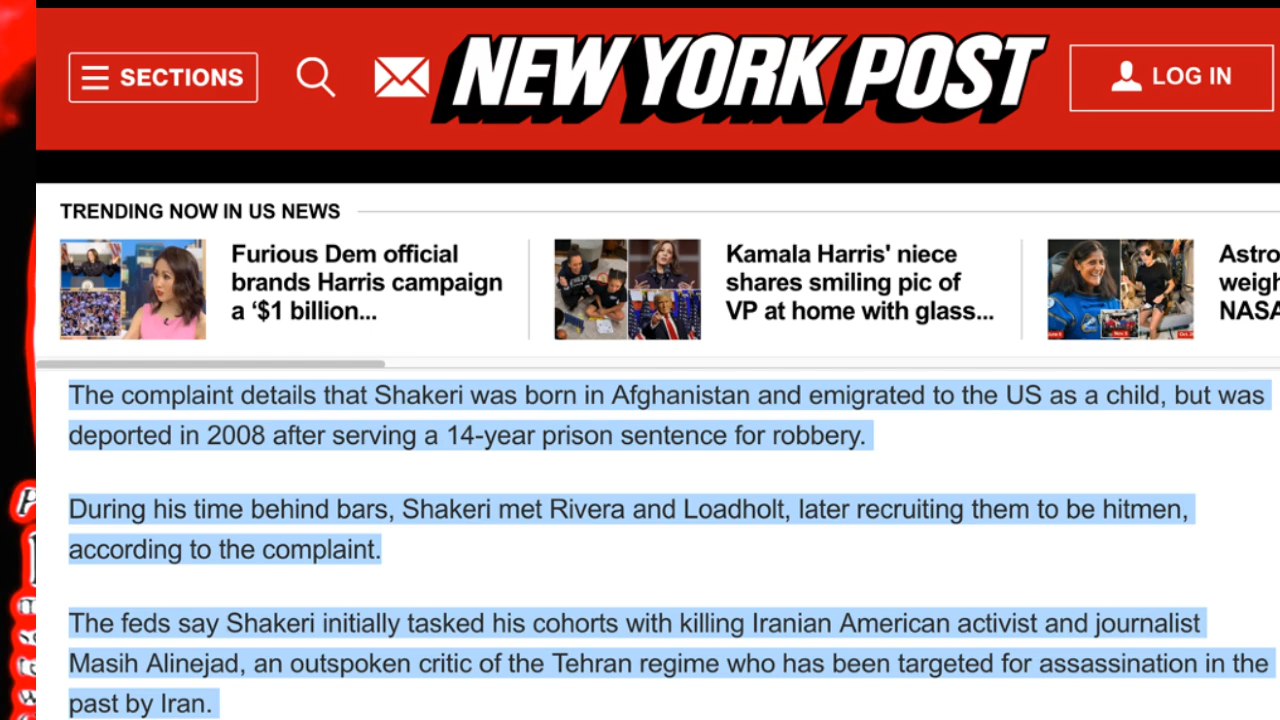 SECTIONS
NEW YORK POST
LOG IN
TRENDING NOW IN US NEWS
Furious Dem official
brands Harris campaign
a ‘$1 billion...
Kamala Harris' niece
shares smiling pic of
VP at home with glass...
Astro
weigh
NASA
The complaint details that Shakeri was born in Afghanistan and emigrated to the US as a child, but was
deported in 2008 after serving a 14-year prison sentence for robbery.
During his time behind bars, Shakeri met Rivera and Loadholt, later recruiting them to be hitmen,
according to the complaint.
The feds say Shakeri initially tasked his cohorts with killing Iranian American activist and journalist
Masih Alinejad, an outspoken critic of the Tehran regime who has been targeted for assassination in the
past by Iran.